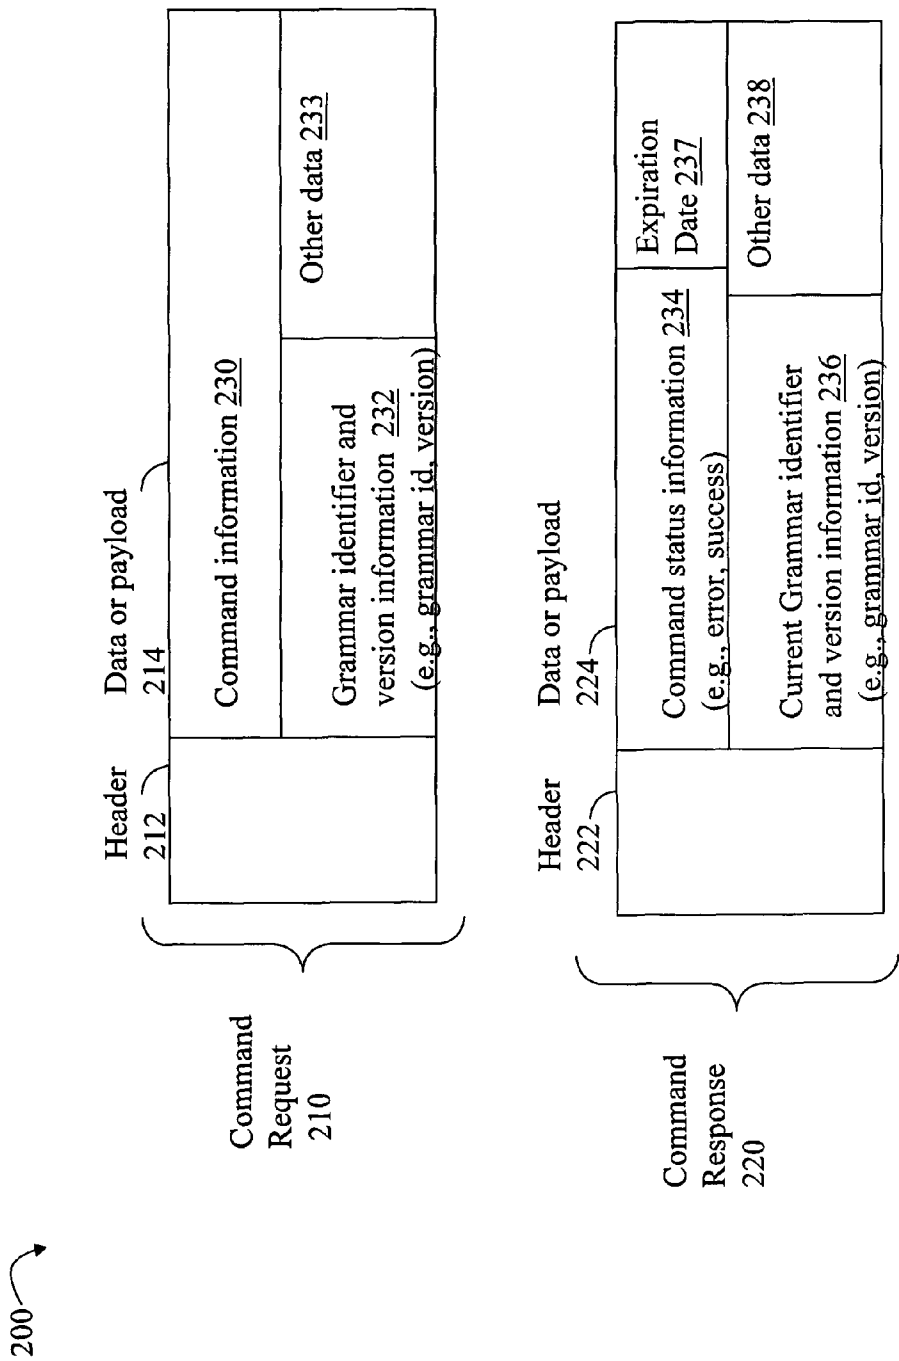 200
Command
Request
210
Header
212
Data or payload
214
Command information 230
Grammar identifier and
version information 232
(e.g., grammar id, version)
Other data 233
Command
Response
220
Header
222
Data or payload
224
Command status information 234
(e.g., error, success)
Expiration
Date 237
Current Grammar identifier
and version information 236
(e.g., grammar id, version)
Other data 238